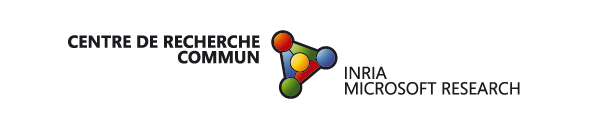 CENTRE DE RECHERCHE
COMMUN
INRIA
MICROSOFT RESEARCH